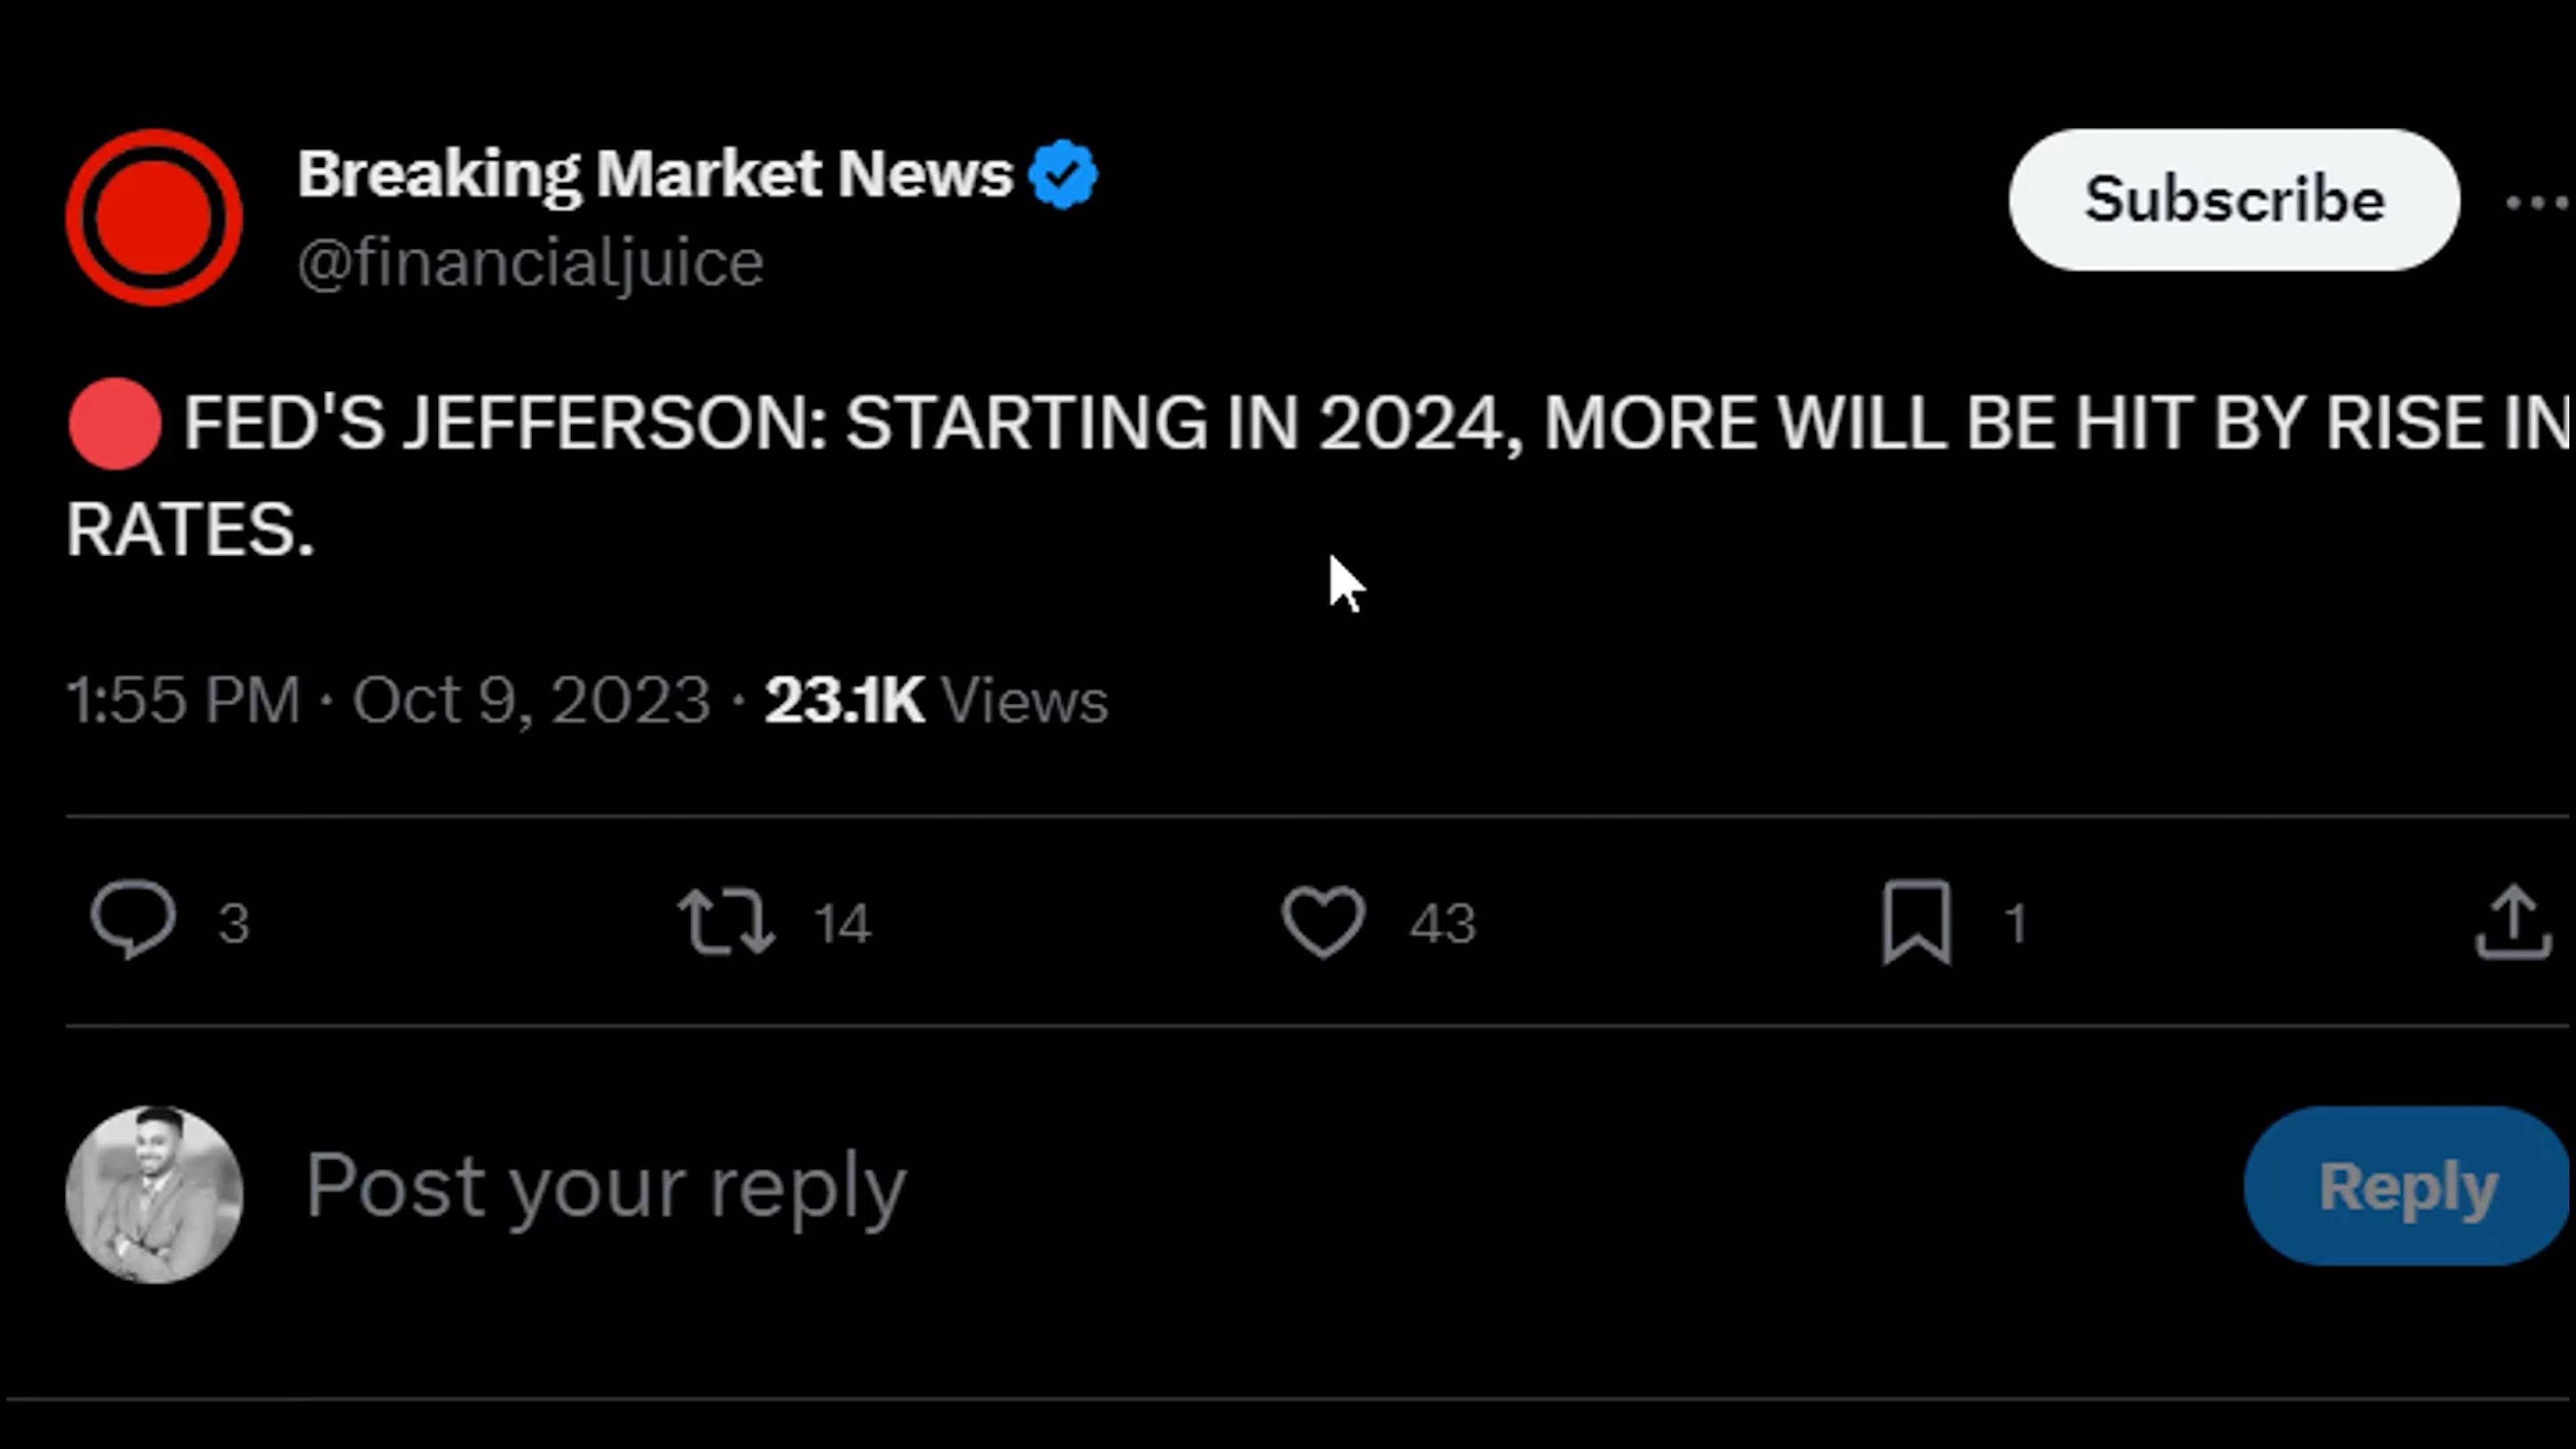 Breaking Market News
Subscribe
@financialjuice
FED'S JEFFERSON: STARTING IN 2024, MORE WILL BE HIT BY RISE IN
RATES.
1:55 PM · Oct 9, 2023 · 23.1K Views
3 14 43 1
Post your reply
Reply